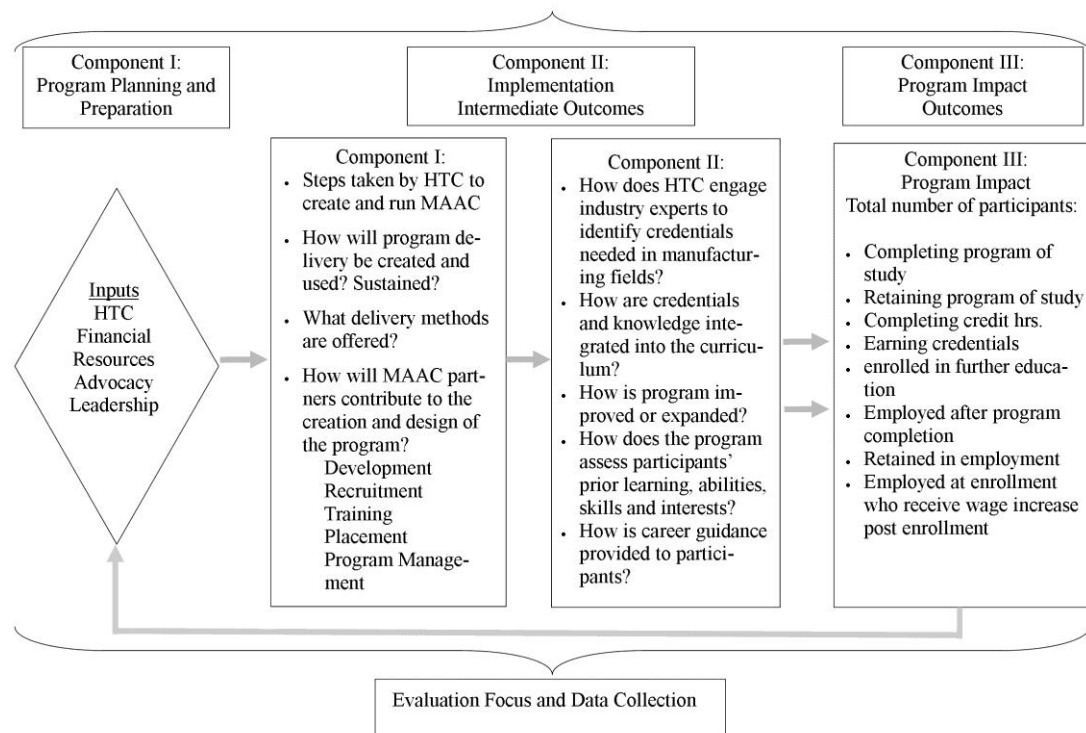 Component I:
Program Planning and
Preparation
Component II:
Implementation
Intermediate Outcomes
Component III:
Program Impact
Outcomes
Inputs
HTC
Financial
Resources
Advocacy
Leadership
Component I:
• Steps taken by HTC to
create and run MAAC
• How will program de-
livery be created and
used? Sustained?
• What delivery methods
are offered?
• How will MAAC part-
ners contribute to the
creation and design of
the program?
Development
Recruitment
Training
Placement
Program Manage-
ment
Component II:
• How does HTC engage
industry experts to
identify credentials
needed in manufactur-
ing fields?
• How are credentials
and knowledge inte-
grated into the curricu-
lum?
• How is program im-
proved or expanded?
• How does the program
assess participants’
prior learning, abilities,
skills and interests?
• How is career guidance
provided to partici-
pants?
Component III:
Program Impact
Total number of participants:
• Completing program of
study
• Retaining program of study
• Completing credit hrs.
• Earning credentials
• enrolled in further educa-
tion
• Employed after program
completion
• Retained in employment
• Employed at enrollment
who receive wage increase
post enrollment
Evaluation Focus and Data Collection